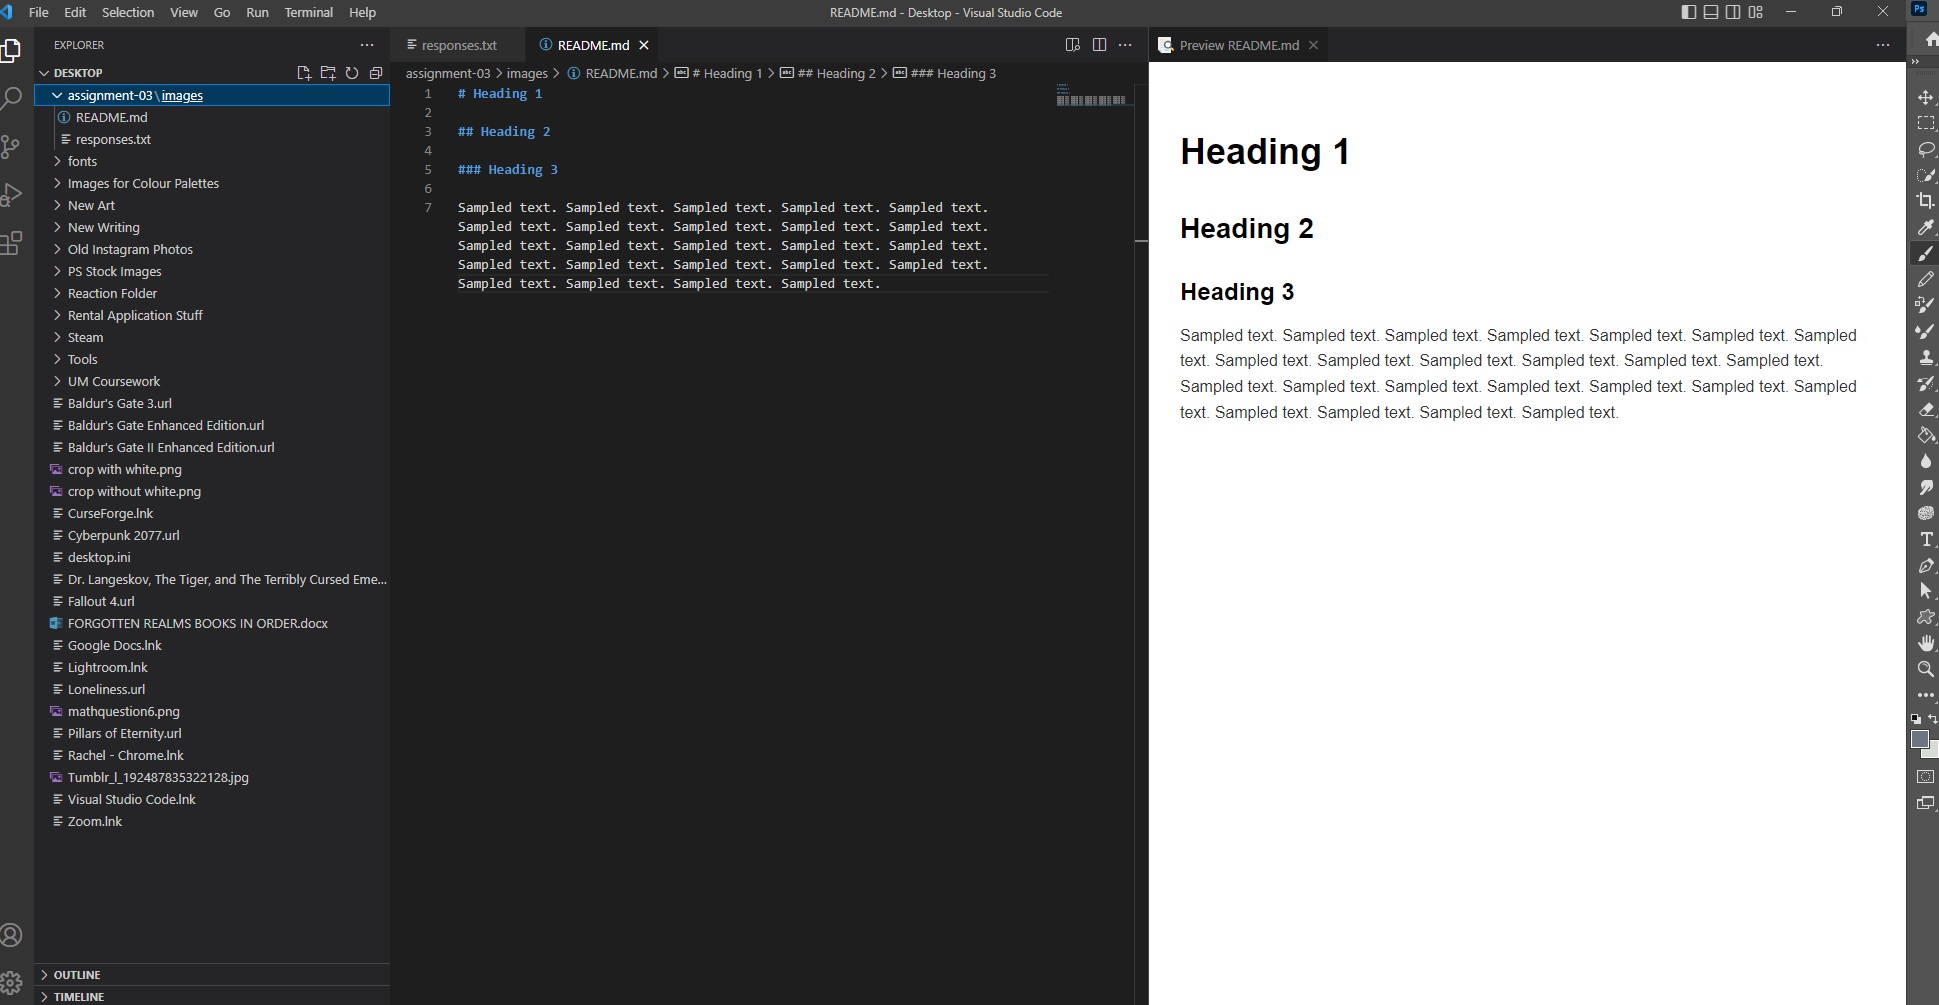 File Edit Selection View Go Run Terminal Help
README.md - Desktop - Visual Studio Code
Ps
EXPLORER
DESKTOP
assignment-03\images
README.md
responses.txt
fonts
Images for Colour Palettes
New Art
New Writing
Old Instagram Photos
PS Stock Images
Reaction Folder
Rental Application Stuff
Steam
Tools
UM Coursework
Baldur's Gate 3.url
Baldur's Gate Enhanced Edition.url
Baldur's Gate II Enhanced Edition.url
crop with white.png
crop without white.png
CurseForge.lnk
Cyberpunk 2077.url
desktop.ini
Dr. Langeskov, The Tiger, and The Terribly Cursed Eme...
Fallout 4.url
FORGOTTEN REALMS BOOKS IN ORDER.docx
Google Docs.lnk
Lightroom.lnk
Loneliness.url
mathquestion6.png
Pillars of Eternity.url
Rachel - Chrome.lnk
Tumblr_l_192487835322128.jpg
Visual Studio Code.lnk
Zoom.lnk
OUTLINE
TIMELINE
responses.txt
README.md
assignment-03 > images > README.md > # Heading 1 > ## Heading 2 > ### Heading 3
1 # Heading 1
2
3 ## Heading 2
4
5 ### Heading 3
6
7 Sampled text. Sampled text. Sampled text. Sampled text. Sampled text.
Sampled text. Sampled text. Sampled text. Sampled text. Sampled text.
Sampled text. Sampled text. Sampled text. Sampled text. Sampled text.
Sampled text. Sampled text. Sampled text. Sampled text. Sampled text.
Sampled text. Sampled text. Sampled text. Sampled text.
Preview README.md
Heading 1
Heading 2
Heading 3
Sampled text. Sampled text. Sampled text. Sampled text. Sampled text. Sampled text. Sampled
text. Sampled text. Sampled text. Sampled text. Sampled text. Sampled text. Sampled text.
Sampled text. Sampled text. Sampled text. Sampled text. Sampled text. Sampled text. Sampled
text. Sampled text. Sampled text. Sampled text. Sampled text.